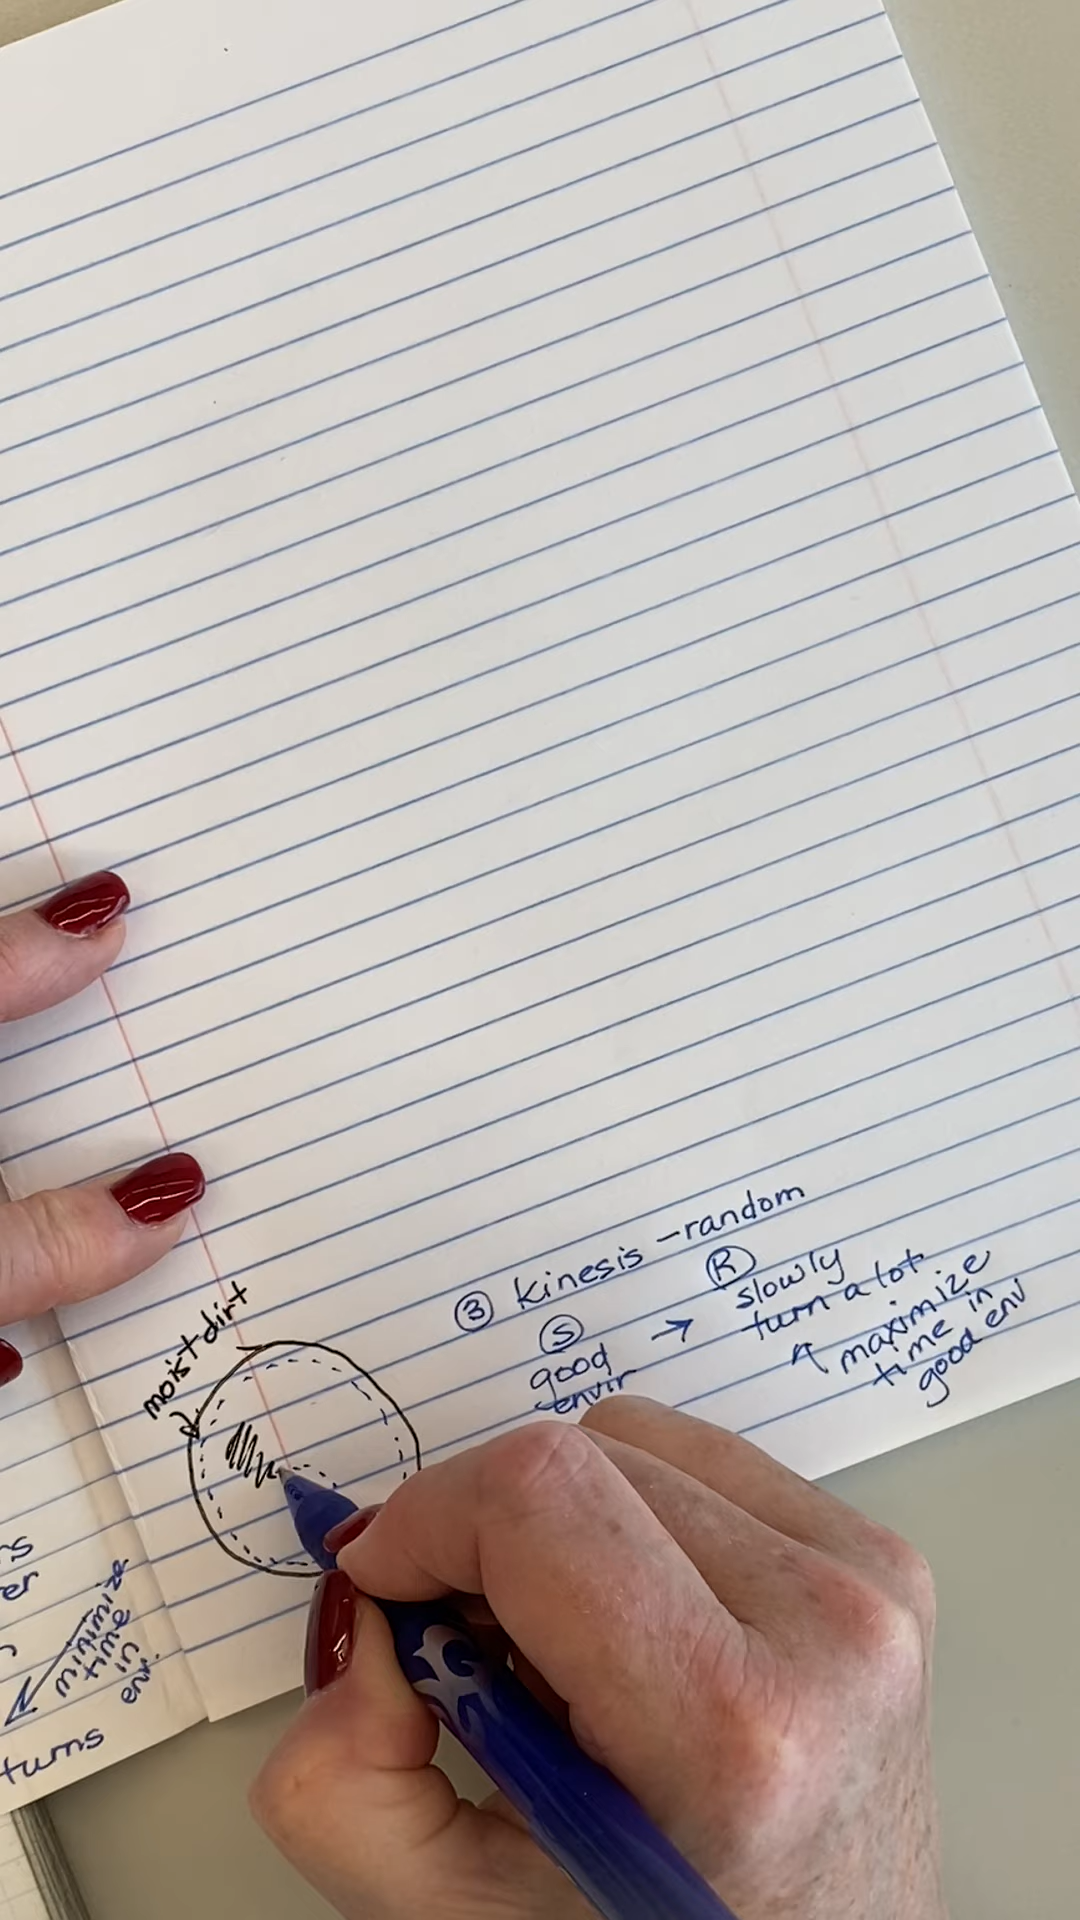 ③ Kinesis - random
Ⓢ → Ⓡ
good
envir
slowly
turn a lot
↑ maximize
time in
good env
moist dirt
minimize
time
in
env.
turns